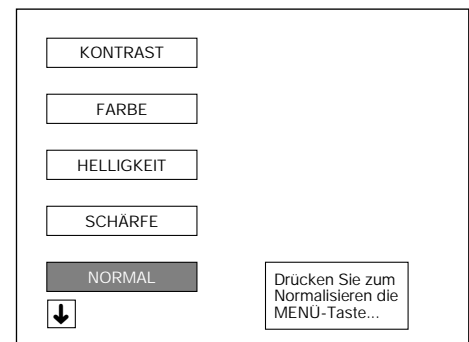 KONTRAST
FARBE
HELLIGKEIT
SCHÄRFE
NORMAL
Drücken Sie zum
Normalisieren die
MENÜ-Taste...